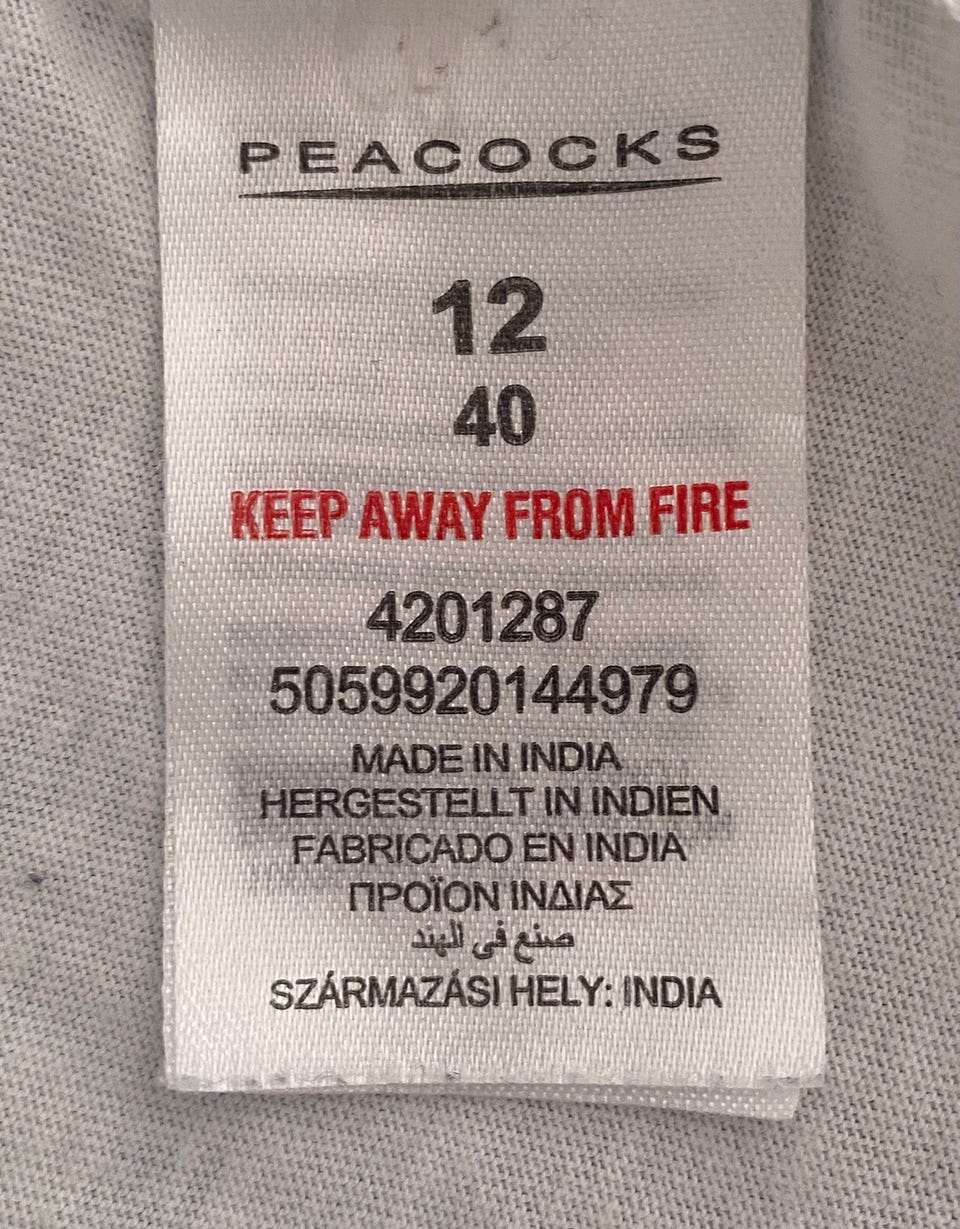 PEACOCKS
12
40
KEEP AWAY FROM FIRE
4201287
5059920144979
MADE IN INDIA
HERGESTELLT IN INDIEN
FABRICADO EN INDIA
ΠΡΟΪΟΝ ΙΝΔΙΑΣ
صنع فى الهند
SZÁRMAZÁSI HELY: INDIA